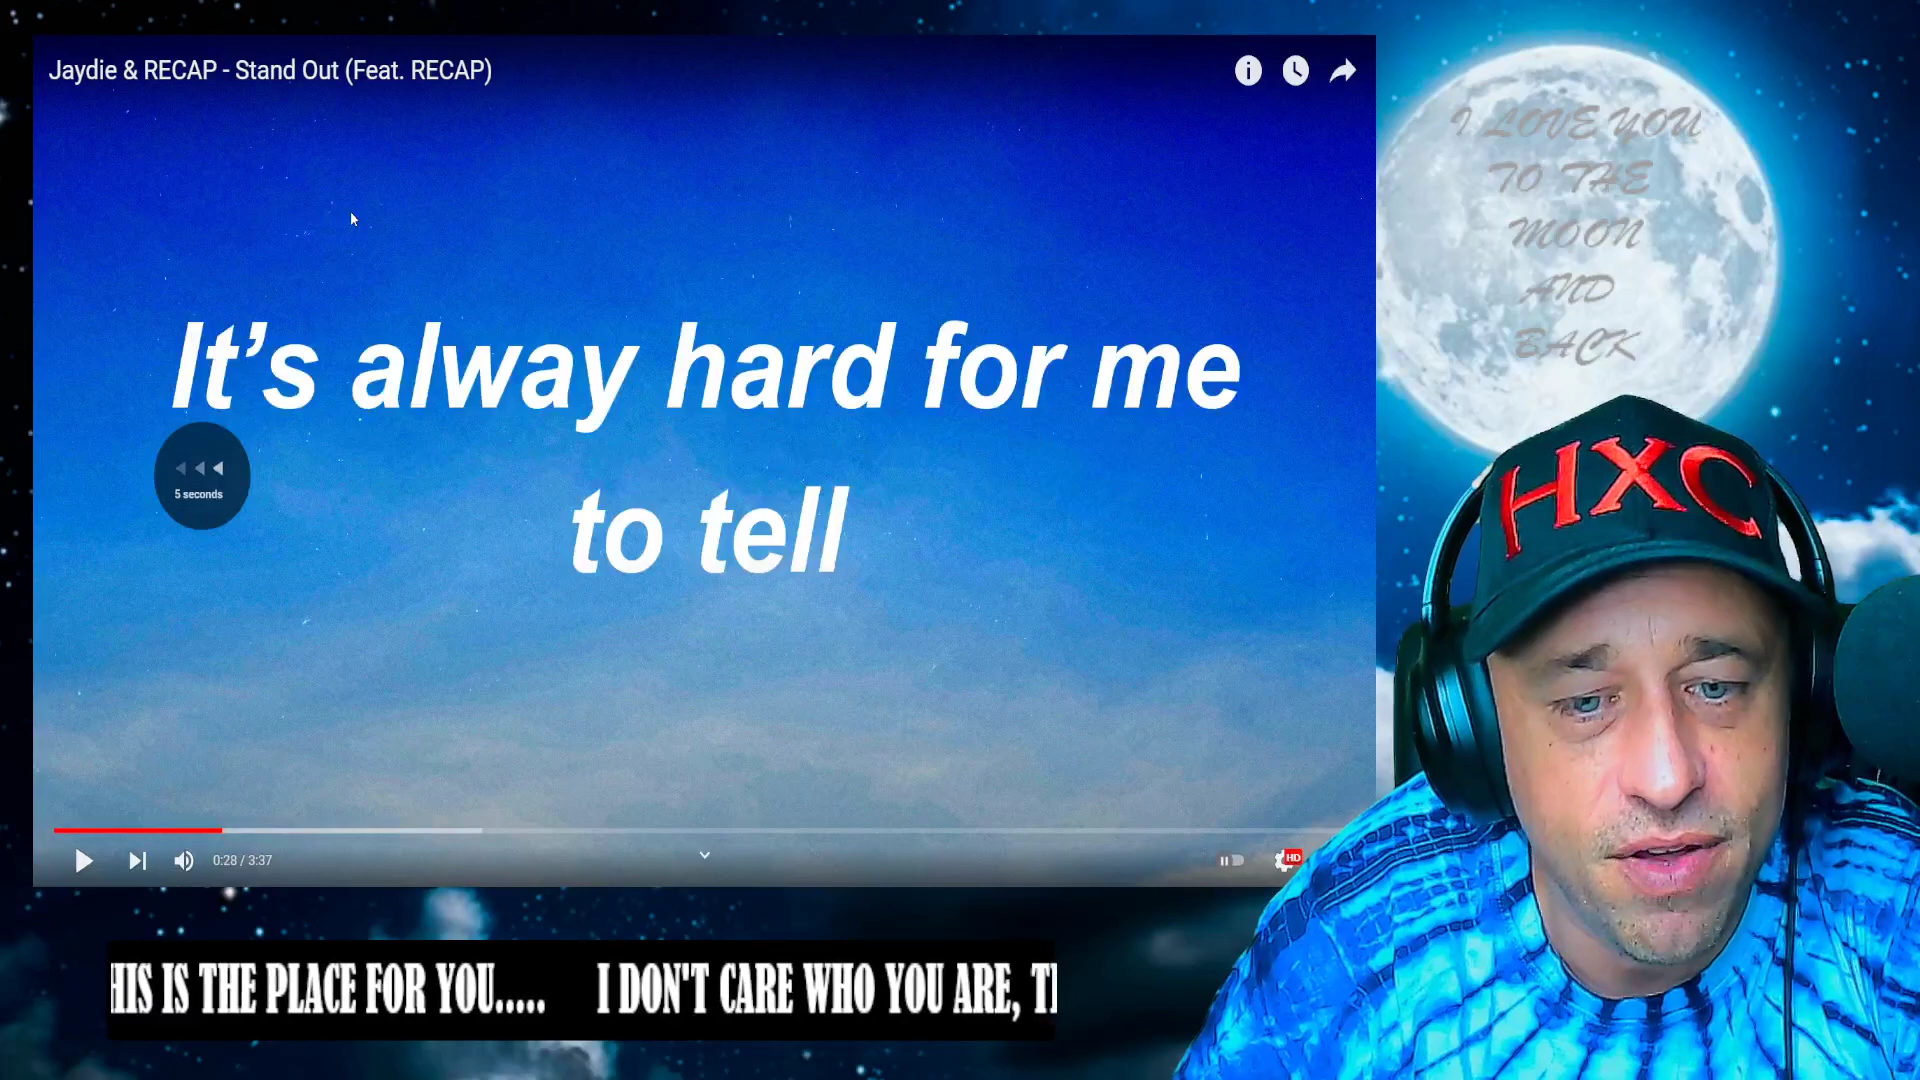 Jaydie & RECAP - Stand Out (Feat. RECAP)
I LOVE YOU
TO THE
MOON
AND
BACK
It's alway hard for me
to tell
5 seconds
HXC
0:28 / 3:37
HD
HIS IS THE PLACE FOR YOU..... I DON'T CARE WHO YOU ARE, TI